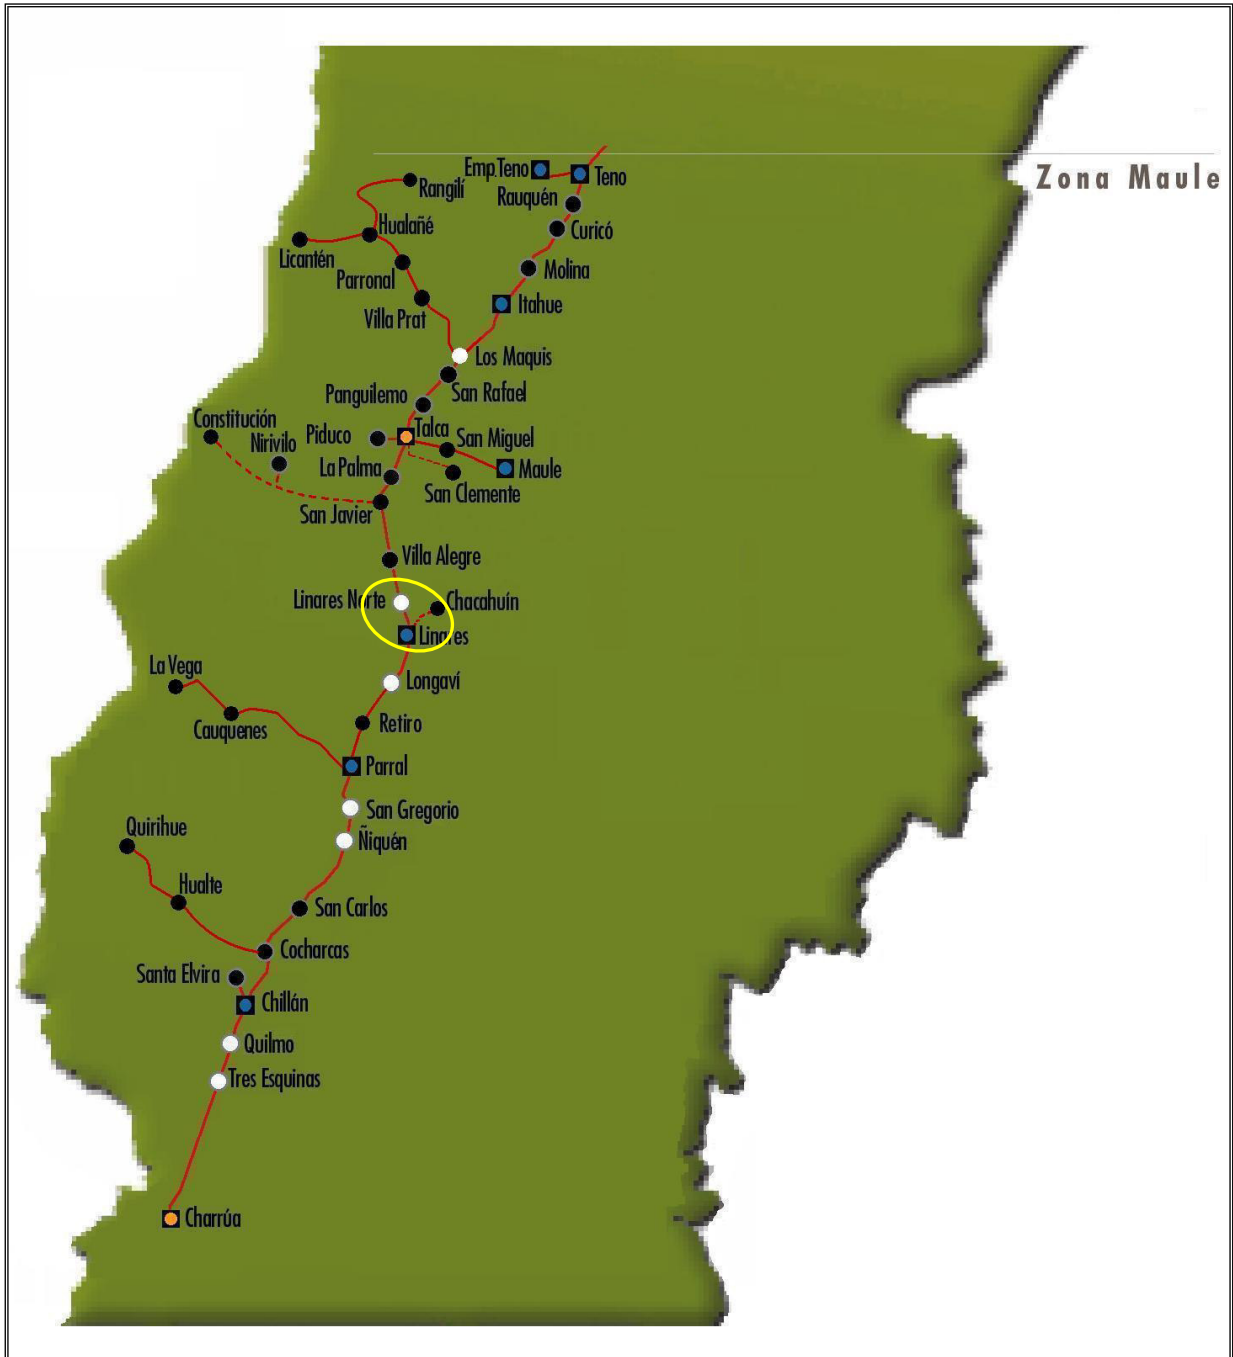 Emp.Teno
Teno
Zona Maule
Rangilí
Rauquén
Hualañé
Curicó
Licantén
Parronal
Molina
Villa Prat
Itahue
Los Maquis
San Rafael
Panguilemo
Constitución
Talca
Nirivilo
Piduco
San Miguel
La Palma
Maule
San Clemente
San Javier
Villa Alegre
Linares Norte
Chacahuín
Linares
La Vega
Longaví
Cauquenes
Retiro
Parral
San Gregorio
Quirihue
Ñiquén
Hualte
San Carlos
Cocharcas
Santa Elvira
Chillán
Quilmo
Tres Esquinas
Charrúa